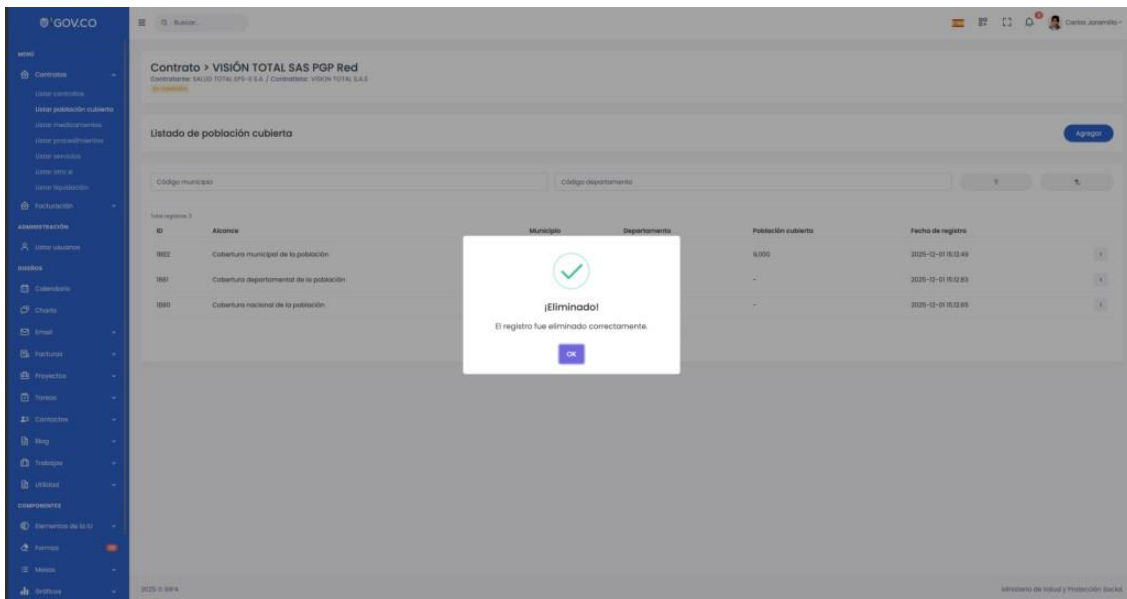 GOV.CO
Buscar...
Carlos Jaramillo
MENÚ
Contratos
Listar contratos
Listar población cubierta
Listar medicamentos
Listar procedimientos
Listar servicios
Listar liquidación
Facturación
ADMINISTRACIÓN
Listar usuarios
DISEÑOS
Calendario
Charla
Email
Facturas
Proyectos
Tareas
Contactos
Blog
Trabajos
Utilidad
COMPONENTES
Elementos de la IU
Formas
Mesas
Gráficos
Contrato > VISIÓN TOTAL SAS PGP Red
Contratante: SALUD TOTAL EPS-S S.A. / Contratista: VISION TOTAL S.A.S
Listado de población cubierta
Agregar
Código municipio
Código departamento
Total registros: 3
ID Alcance Municipio Departamento Población cubierta Fecha de registro
1882 Cobertura municipal de la población
1881 Cobertura departamental de la población -
1880 Cobertura nacional de la población -
¡Eliminado!
El registro fue eliminado correctamente.
OK
Ministerio de Salud y Protección Social